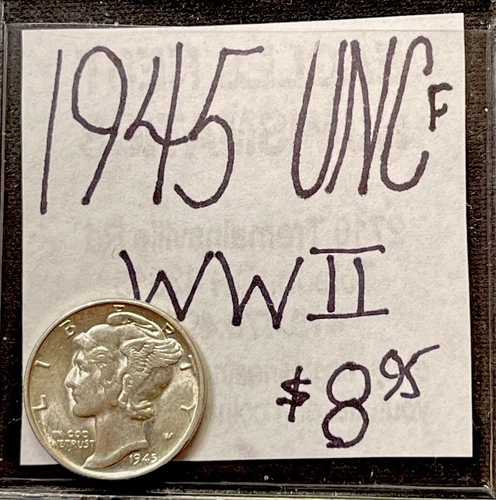 1945 UNC F
WWII
$8.95
LIBERTY
IN GOD
WE TRUST
1945